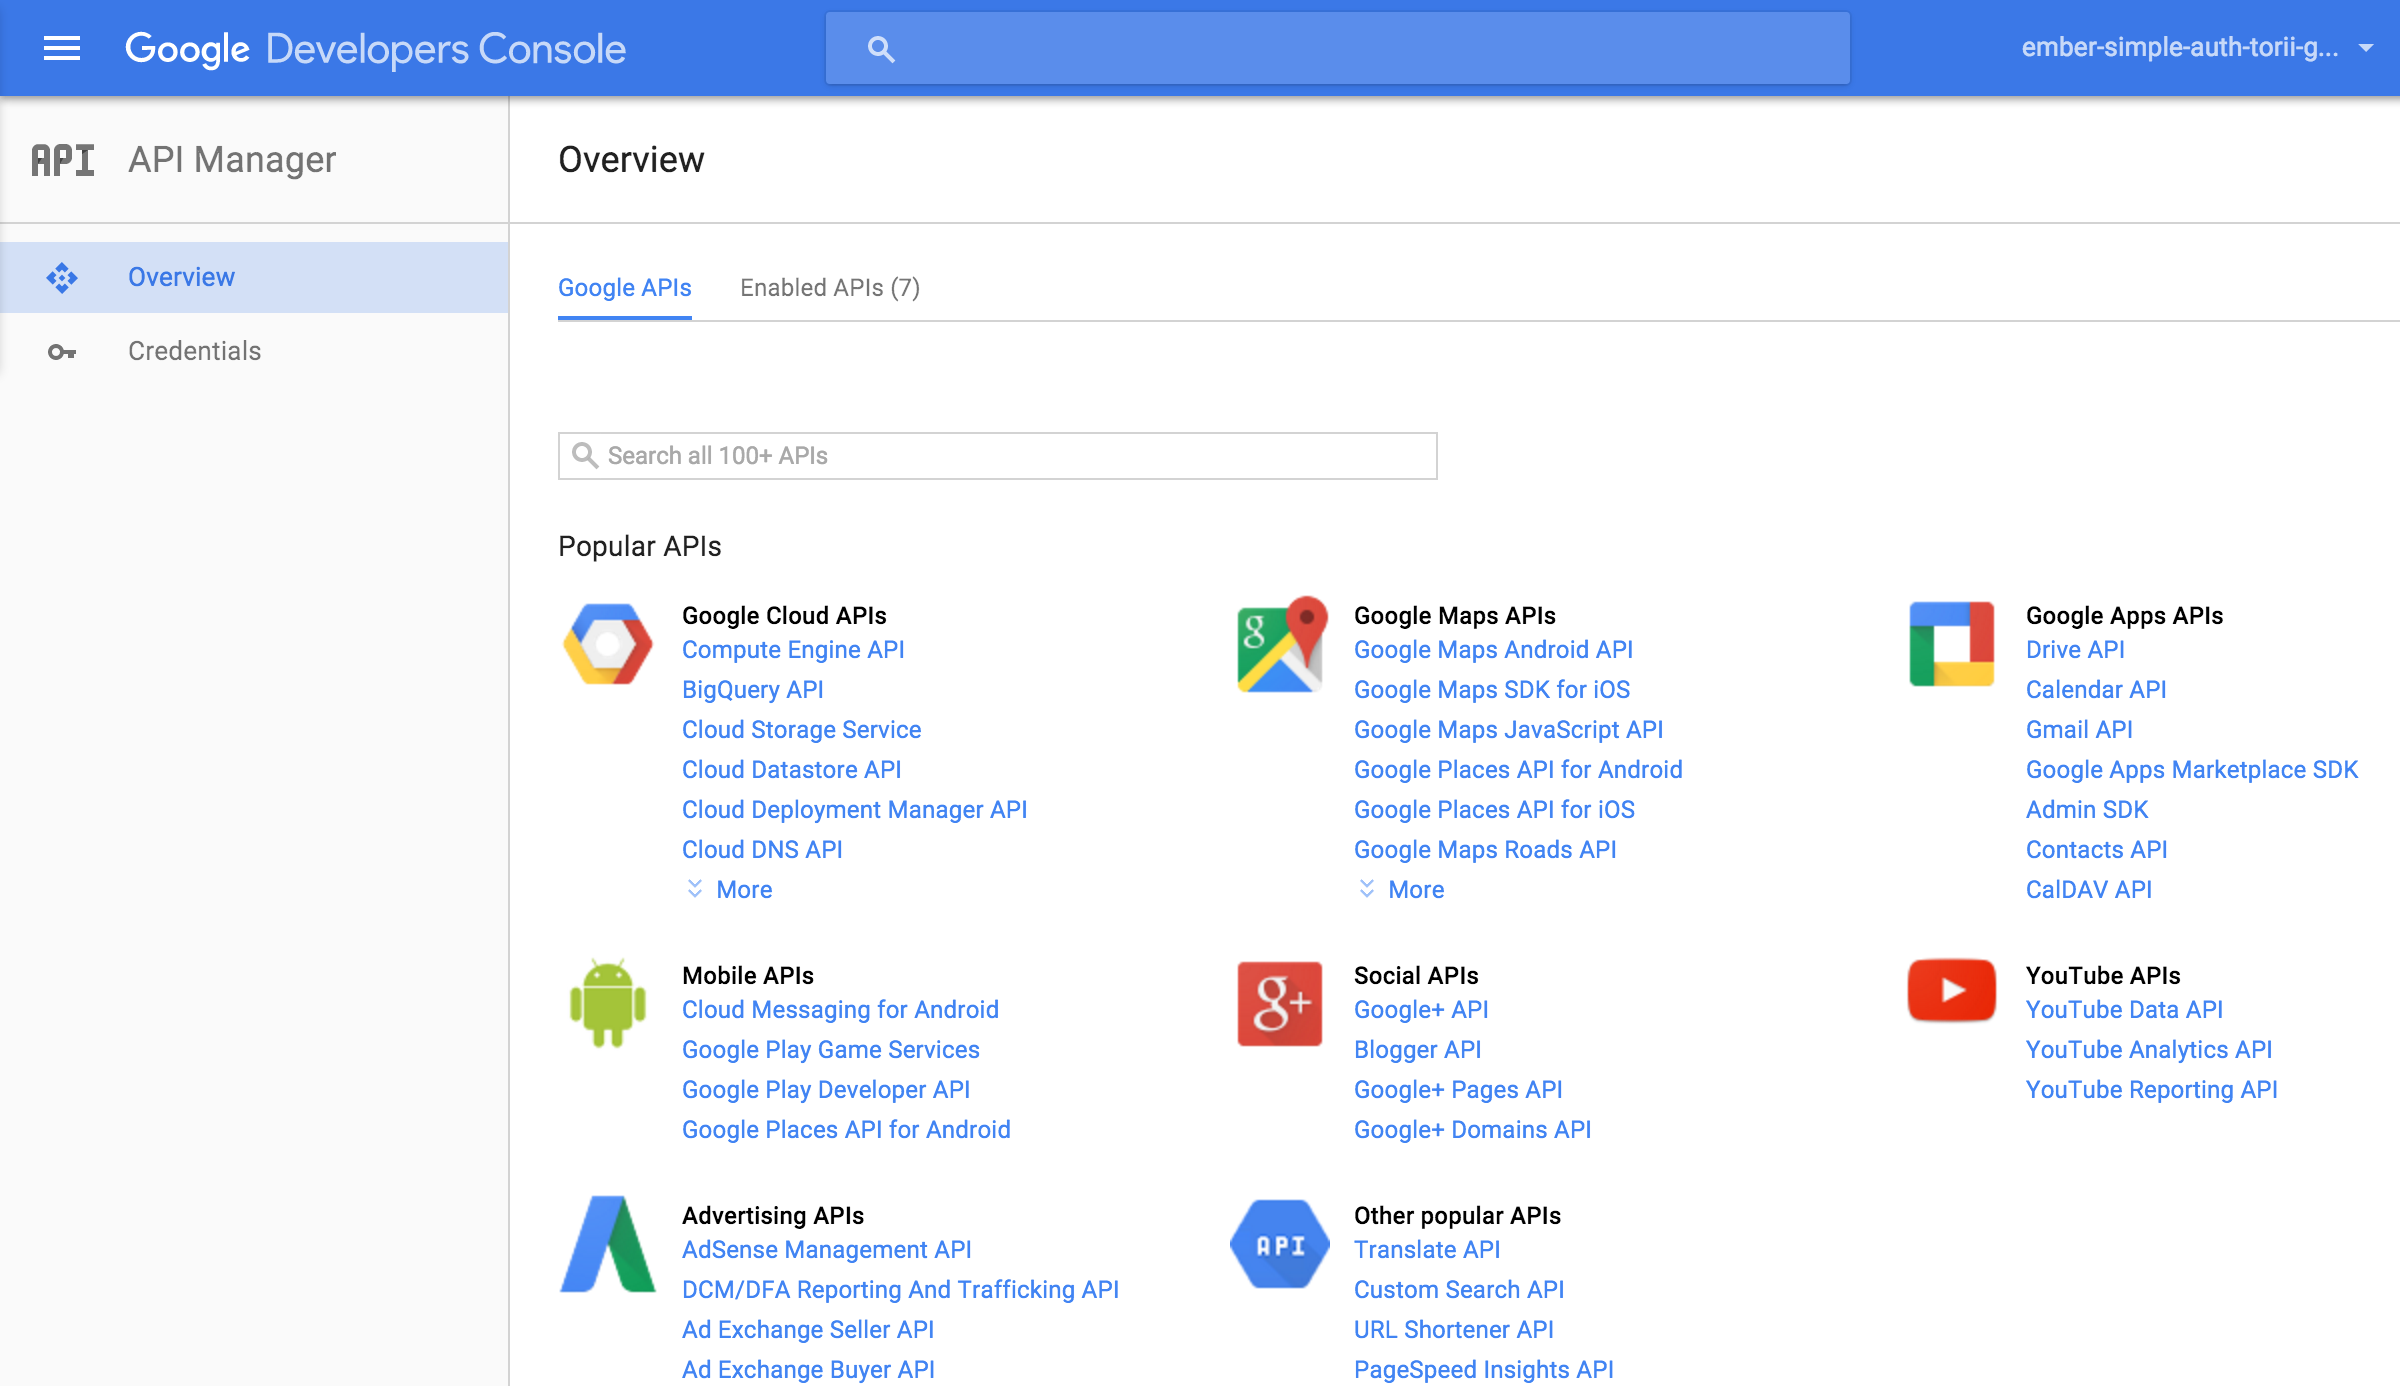 Google Developers Console
ember-simple-auth-torii-g...
API API Manager
Overview
Overview
Credentials
Google APIs
Enabled APIs (7)
Search all 100+ APIs
Popular APIs
Google Cloud APIs
Compute Engine API
BigQuery API
Cloud Storage Service
Cloud Datastore API
Cloud Deployment Manager API
Cloud DNS API
More
g
Google Maps APIs
Google Maps Android API
Google Maps SDK for iOS
Google Maps JavaScript API
Google Places API for Android
Google Places API for iOS
Google Maps Roads API
More
Google Apps APIs
Drive API
Calendar API
Gmail API
Google Apps Marketplace SDK
Admin SDK
Contacts API
CalDAV API
Mobile APIs
Cloud Messaging for Android
Google Play Game Services
Google Play Developer API
Google Places API for Android
g+
Social APIs
Google+ API
Blogger API
Google+ Pages API
Google+ Domains API
YouTube APIs
YouTube Data API
YouTube Analytics API
YouTube Reporting API
Advertising APIs
AdSense Management API
DCM/DFA Reporting And Trafficking API
Ad Exchange Seller API
Ad Exchange Buyer API
API
Other popular APIs
Translate API
Custom Search API
URL Shortener API
PageSpeed Insights API